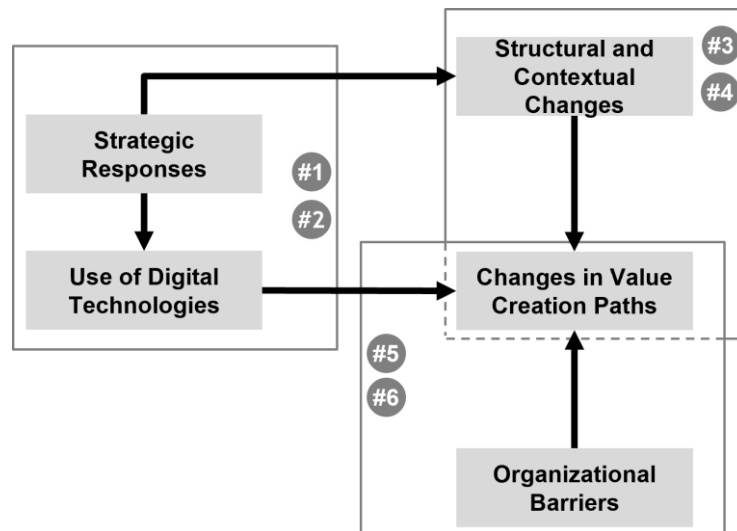 Structural and
Contextual
Changes
#3
#4
Strategic
Responses
#1
#2
Use of Digital
Technologies
Changes in Value
Creation Paths
#5
#6
Organizational
Barriers